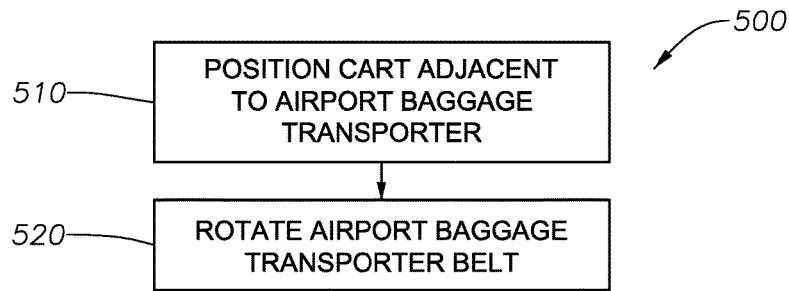 500
510
POSITION CART ADJACENT
TO AIRPORT BAGGAGE
TRANSPORTER
520
ROTATE AIRPORT BAGGAGE
TRANSPORTER BELT